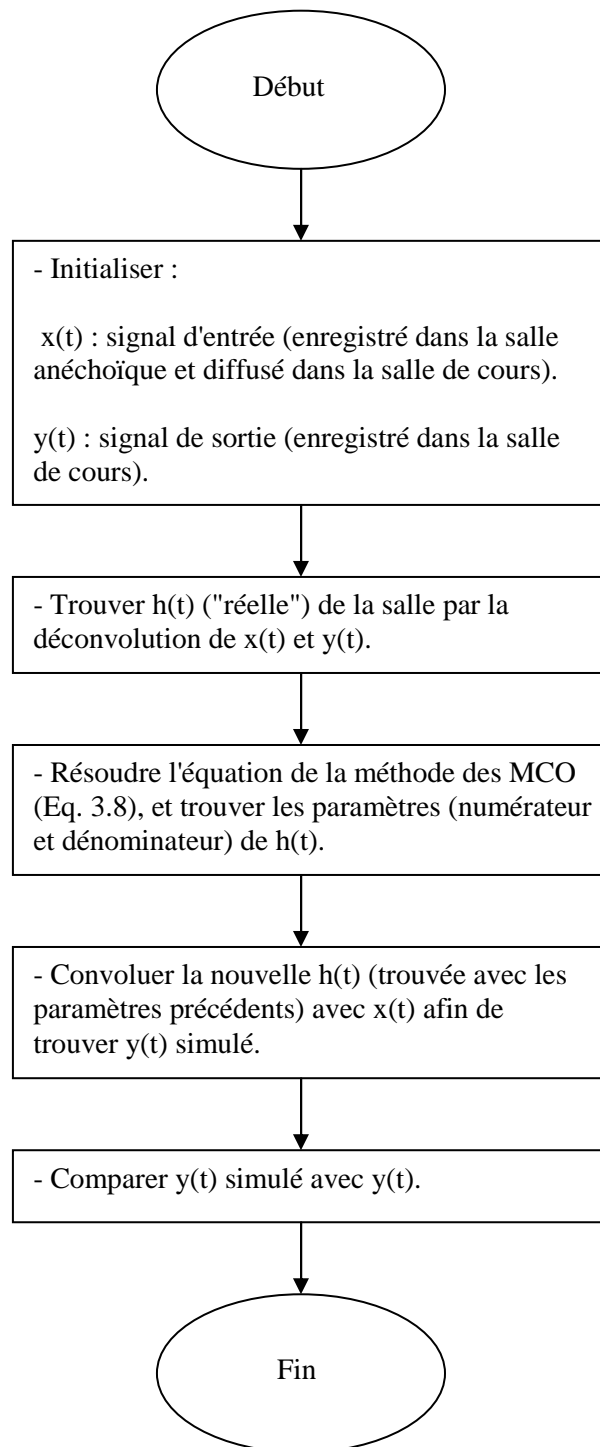 Début
- Initialiser :
x(t) : signal d'entrée (enregistré dans la salle
anéchoïque et diffusé dans la salle de cours).
y(t) : signal de sortie (enregistré dans la salle
de cours).
- Trouver h(t) ("réelle") de la salle par la
déconvolution de x(t) et y(t).
- Résoudre l'équation de la méthode des MCO
(Eq. 3.8), et trouver les paramètres (numérateur
et dénominateur) de h(t).
- Convoluer la nouvelle h(t) (trouvée avec les
paramètres précédents) avec x(t) afin de
trouver y(t) simulé.
- Comparer y(t) simulé avec y(t).
Fin